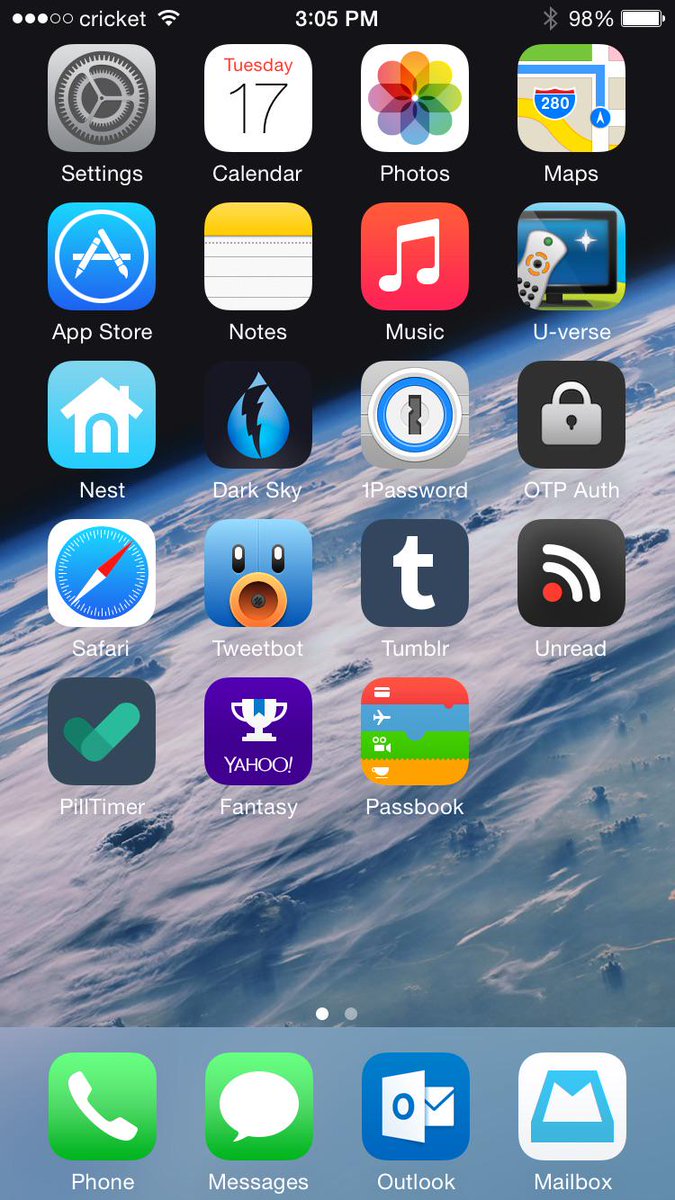 cricket 3:05 PM 98%
Tuesday
17
280
Settings Calendar Photos Maps
App Store Notes Music U-verse
1
Nest Dark Sky 1Password OTP Auth
t
Safari Tweetbot Tumblr Unread
YAHOO!
PillTimer Fantasy Passbook
O
Phone Messages Outlook Mailbox